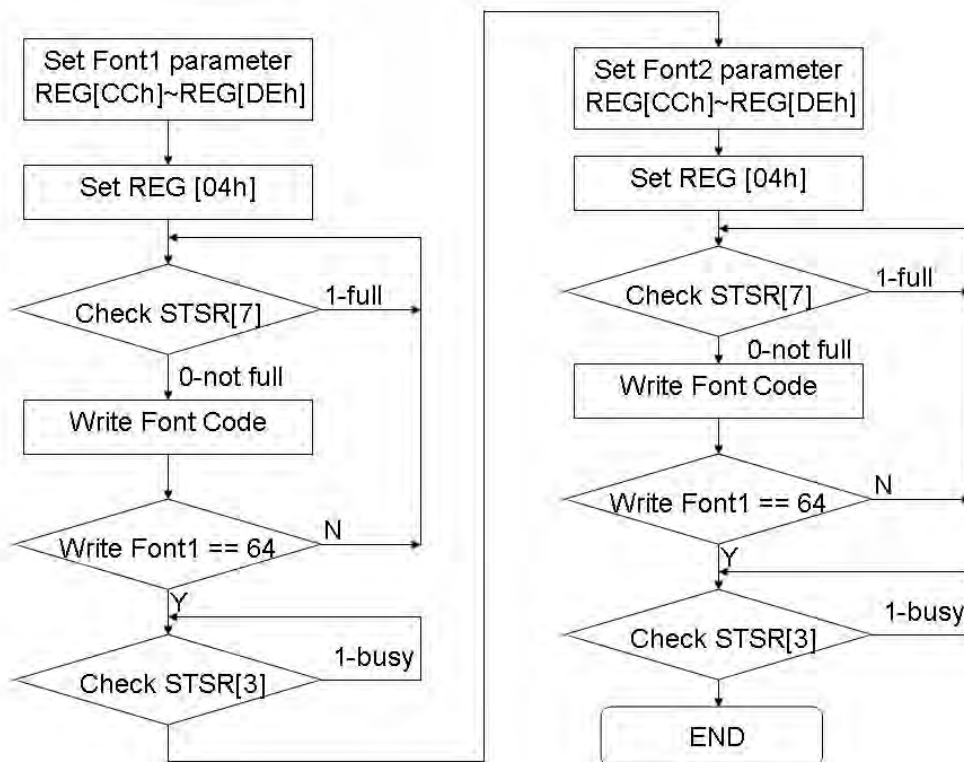 Set Font1 parameter
REG[CCh]~REG[DEh]
Set REG [04h]
Check STSR[7]
1-full
0-not full
Write Font Code
Write Font1 == 64
N
Y
1-busy
Check STSR[3]
Set Font2 parameter
REG[CCh]~REG[DEh]
Set REG [04h]
Check STSR[7]
1-full
0-not full
Write Font Code
Write Font1 == 64
N
Y
1-busy
Check STSR[3]
END